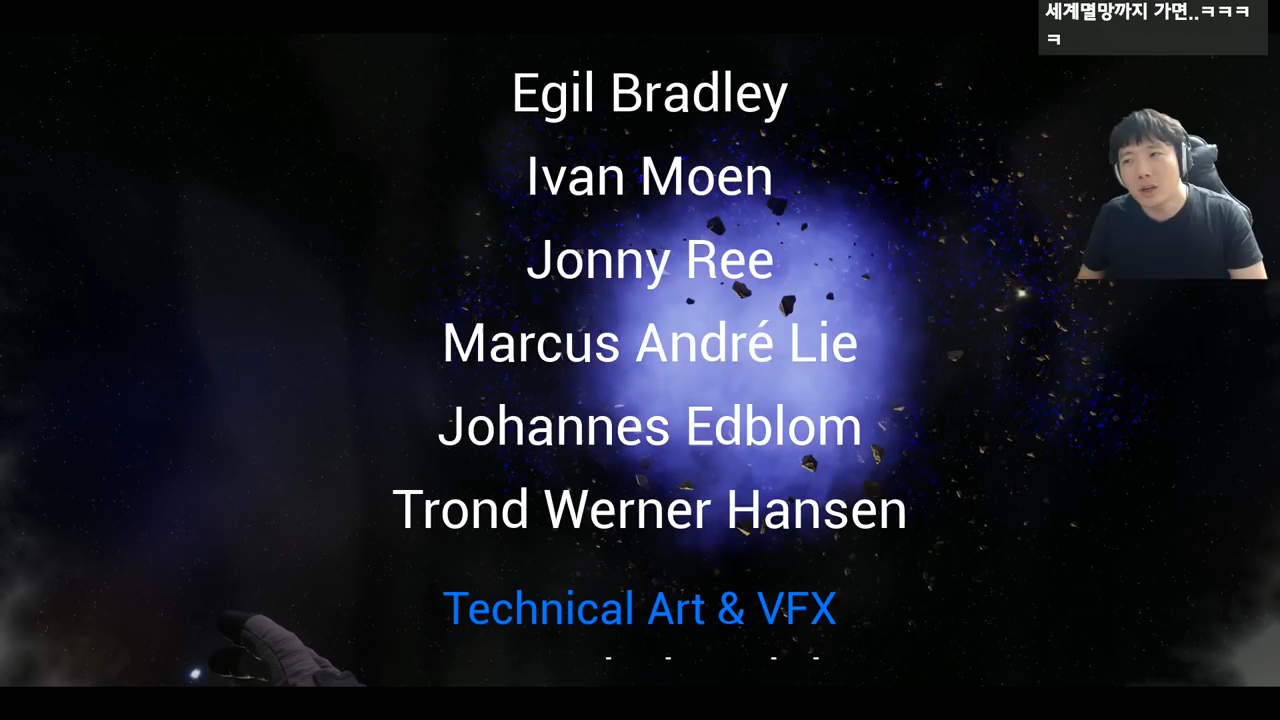 세계멸망까지 가면..ㅋㅋㅋ
ㅋ
Egil Bradley
Ivan Moen
Jonny Ree
Marcus André Lie
Johannes Edblom
Trond Werner Hansen
Technical Art & VFX